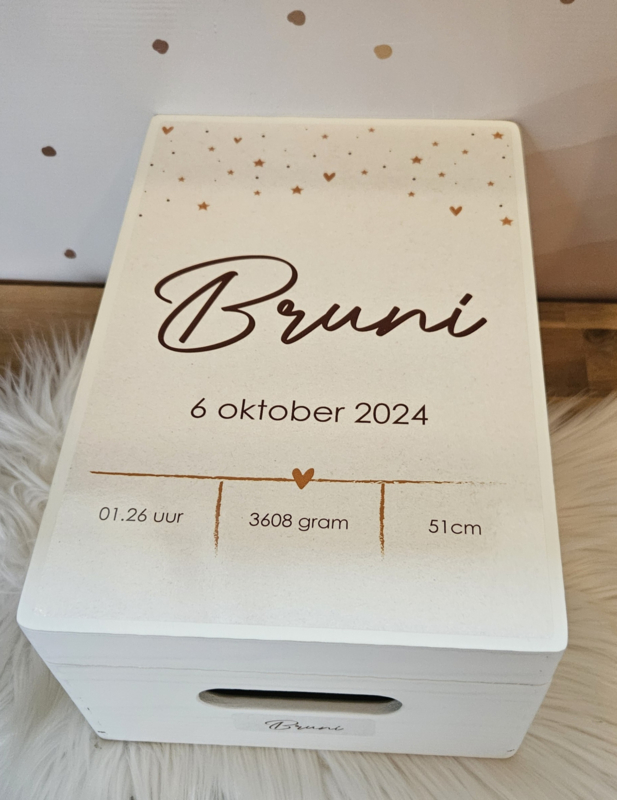 Bruni
6 oktober 2024
01.26 uur
3608 gram
51cm
Bruni